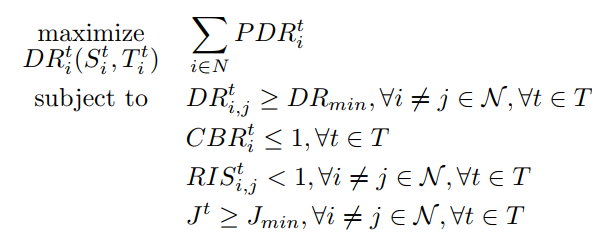 maximize ∑_{i∈N} PDR_i^t
DR_i^t(S_i^t, T_i^t)
subject to DR_{i,j}^t ≥ DR_{min}, ∀i ≠ j ∈ 𝒩, ∀t ∈ T
CBR_i^t ≤ 1, ∀t ∈ T
RIS_{i,j}^t < 1, ∀i ≠ j ∈ 𝒩, ∀t ∈ T
J^t ≥ J_{min}, ∀i ≠ j ∈ 𝒩, ∀t ∈ T